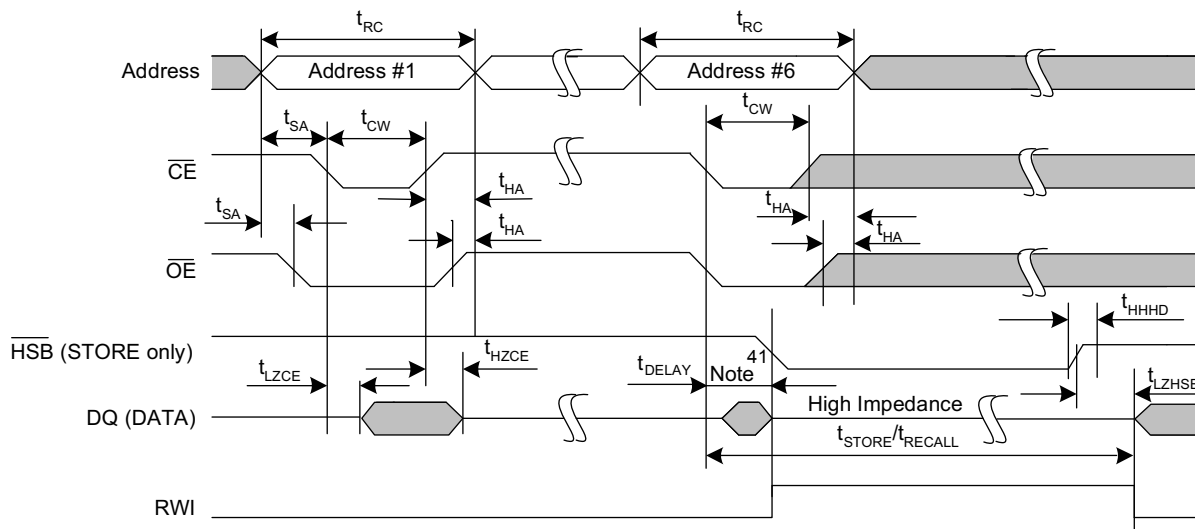 tRC tRC
Address Address #1 Address #6
tCW
tSA tCW
CE
tHA tHA
tSA
tHA tHA
OE
tHHHD
HSB (STORE only)
tHZCE 41
tLZCE tDELAY Note tLZHSB
DQ (DATA) High Impedance
tSTORE/tRECALL
RWI